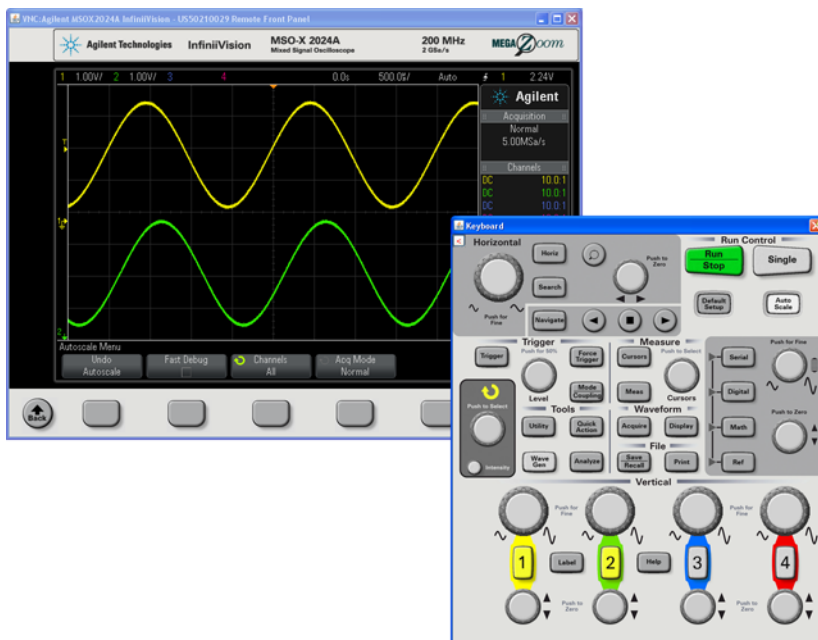 VNC:Agilent MSOX2024A InfiniiVision - US50210029 Remote Front Panel
Agilent Technologies InfiniiVision MSO-X 2024A 200 MHz MEGA Zoom
Mixed Signal Oscilloscope 2 GSa/s
1 1.00V/ 2 1.00V/ 3 4 0.0s 500.0%/ Auto 1 2.24V
Agilent
Acquisition
Normal
5.00MSa/s
Channels
DC 10.0:1
DC 10.0:1
DC 10.0:1
T
1
2
Autoscale Menu
Undo Autoscale
Fast Debug
Channels All
Acq Mode Normal
Back
Keyboard
Horizontal
Push for Fine
Horiz
Search
Navigate
Push to Zero
Run Control
Run Stop
Single
Default Setup
Auto Scale
Trigger
Push for 50%
Trigger
Force Trigger
Mode Coupling
Level
Measure
Push to Select
Cursors
Meas
Cursors
Serial
Digital
Math
Ref
Push for Fine
Push to Zero
Push to Select
Intensity
Tools
Utility
Quick Action
Wave Gen
Analyze
Waveform
Acquire
Display
File
Save Recall
Print
Vertical
Push for Fine
Push for Fine
1
Label
2
Help
3
4
Push to Zero
Push to Zero